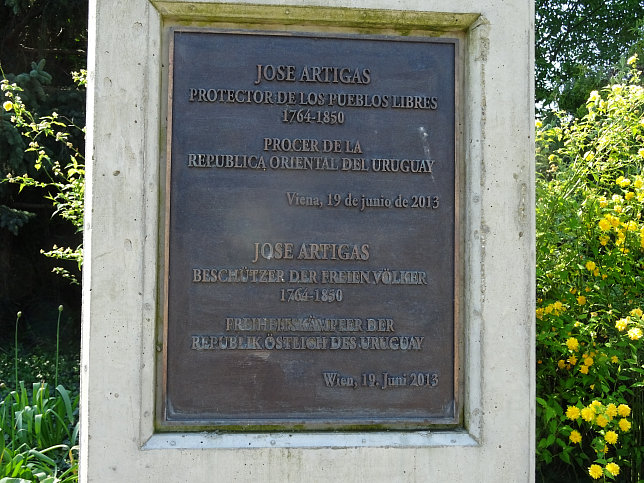 JOSE ARTIGAS
PROTECTOR DE LOS PUEBLOS LIBRES
1764-1850
PROCER DE LA
REPUBLICA ORIENTAL DEL URUGUAY
Viena, 19 de junio de 2013
JOSE ARTIGAS
BESCHÜTZER DER FREIEN VÖLKER
1764-1850
FREIHEITSKÄMPFER DER
REPUBLIK ÖSTLICH DES URUGUAY
Wien, 19. Juni 2013